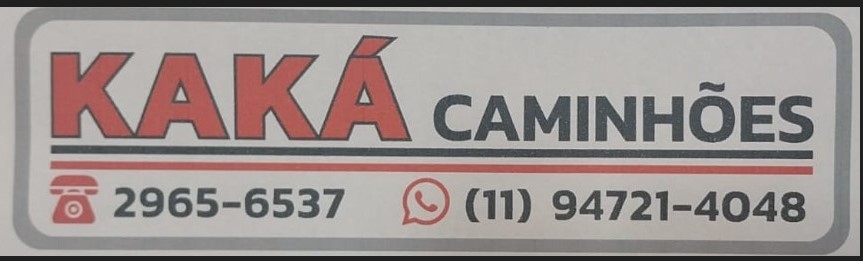 KAKÁ CAMINHÕES
2965-6537 (11) 94721-4048